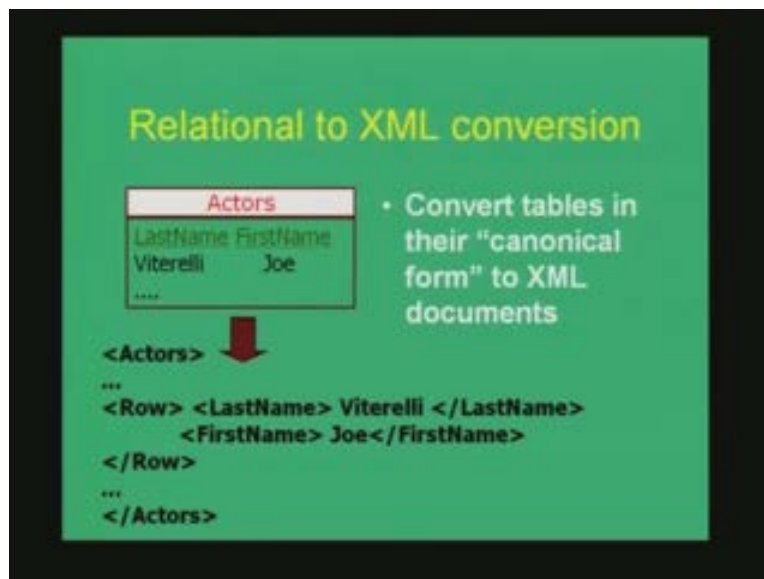 Relational to XML conversion
Actors
LastName FirstName
Viterelli Joe
....
• Convert tables in
their “canonical
form” to XML
documents
<Actors>
...
<Row> <LastName> Viterelli </LastName>
<FirstName> Joe</FirstName>
</Row>
...
</Actors>